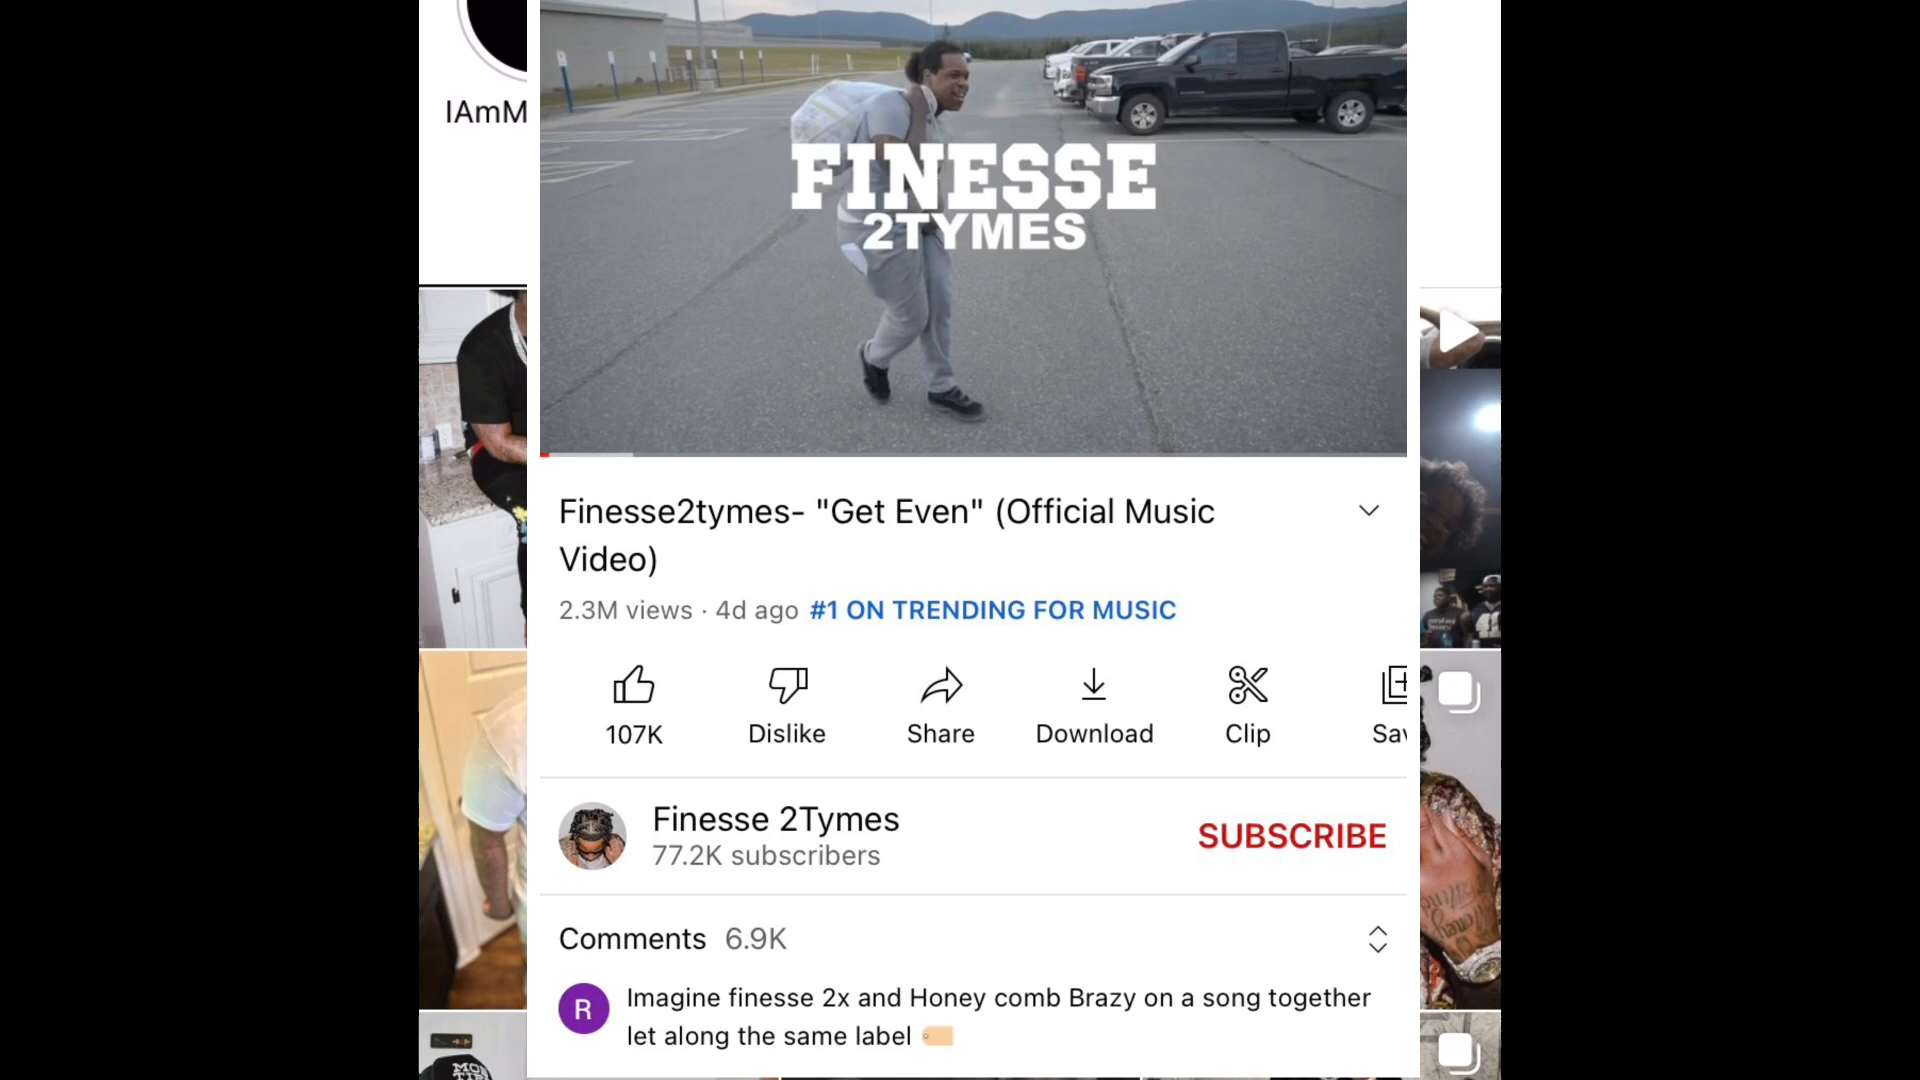 IAmM
FINESSE
2TYMES
Finesse2tymes- "Get Even" (Official Music
Video)
2.3M views · 4d ago #1 ON TRENDING FOR MUSIC
107K Dislike Share Download Clip Sav
Finesse 2Tymes
77.2K subscribers
SUBSCRIBE
Comments 6.9K
R
Imagine finesse 2x and Honey comb Brazy on a song together
let along the same label